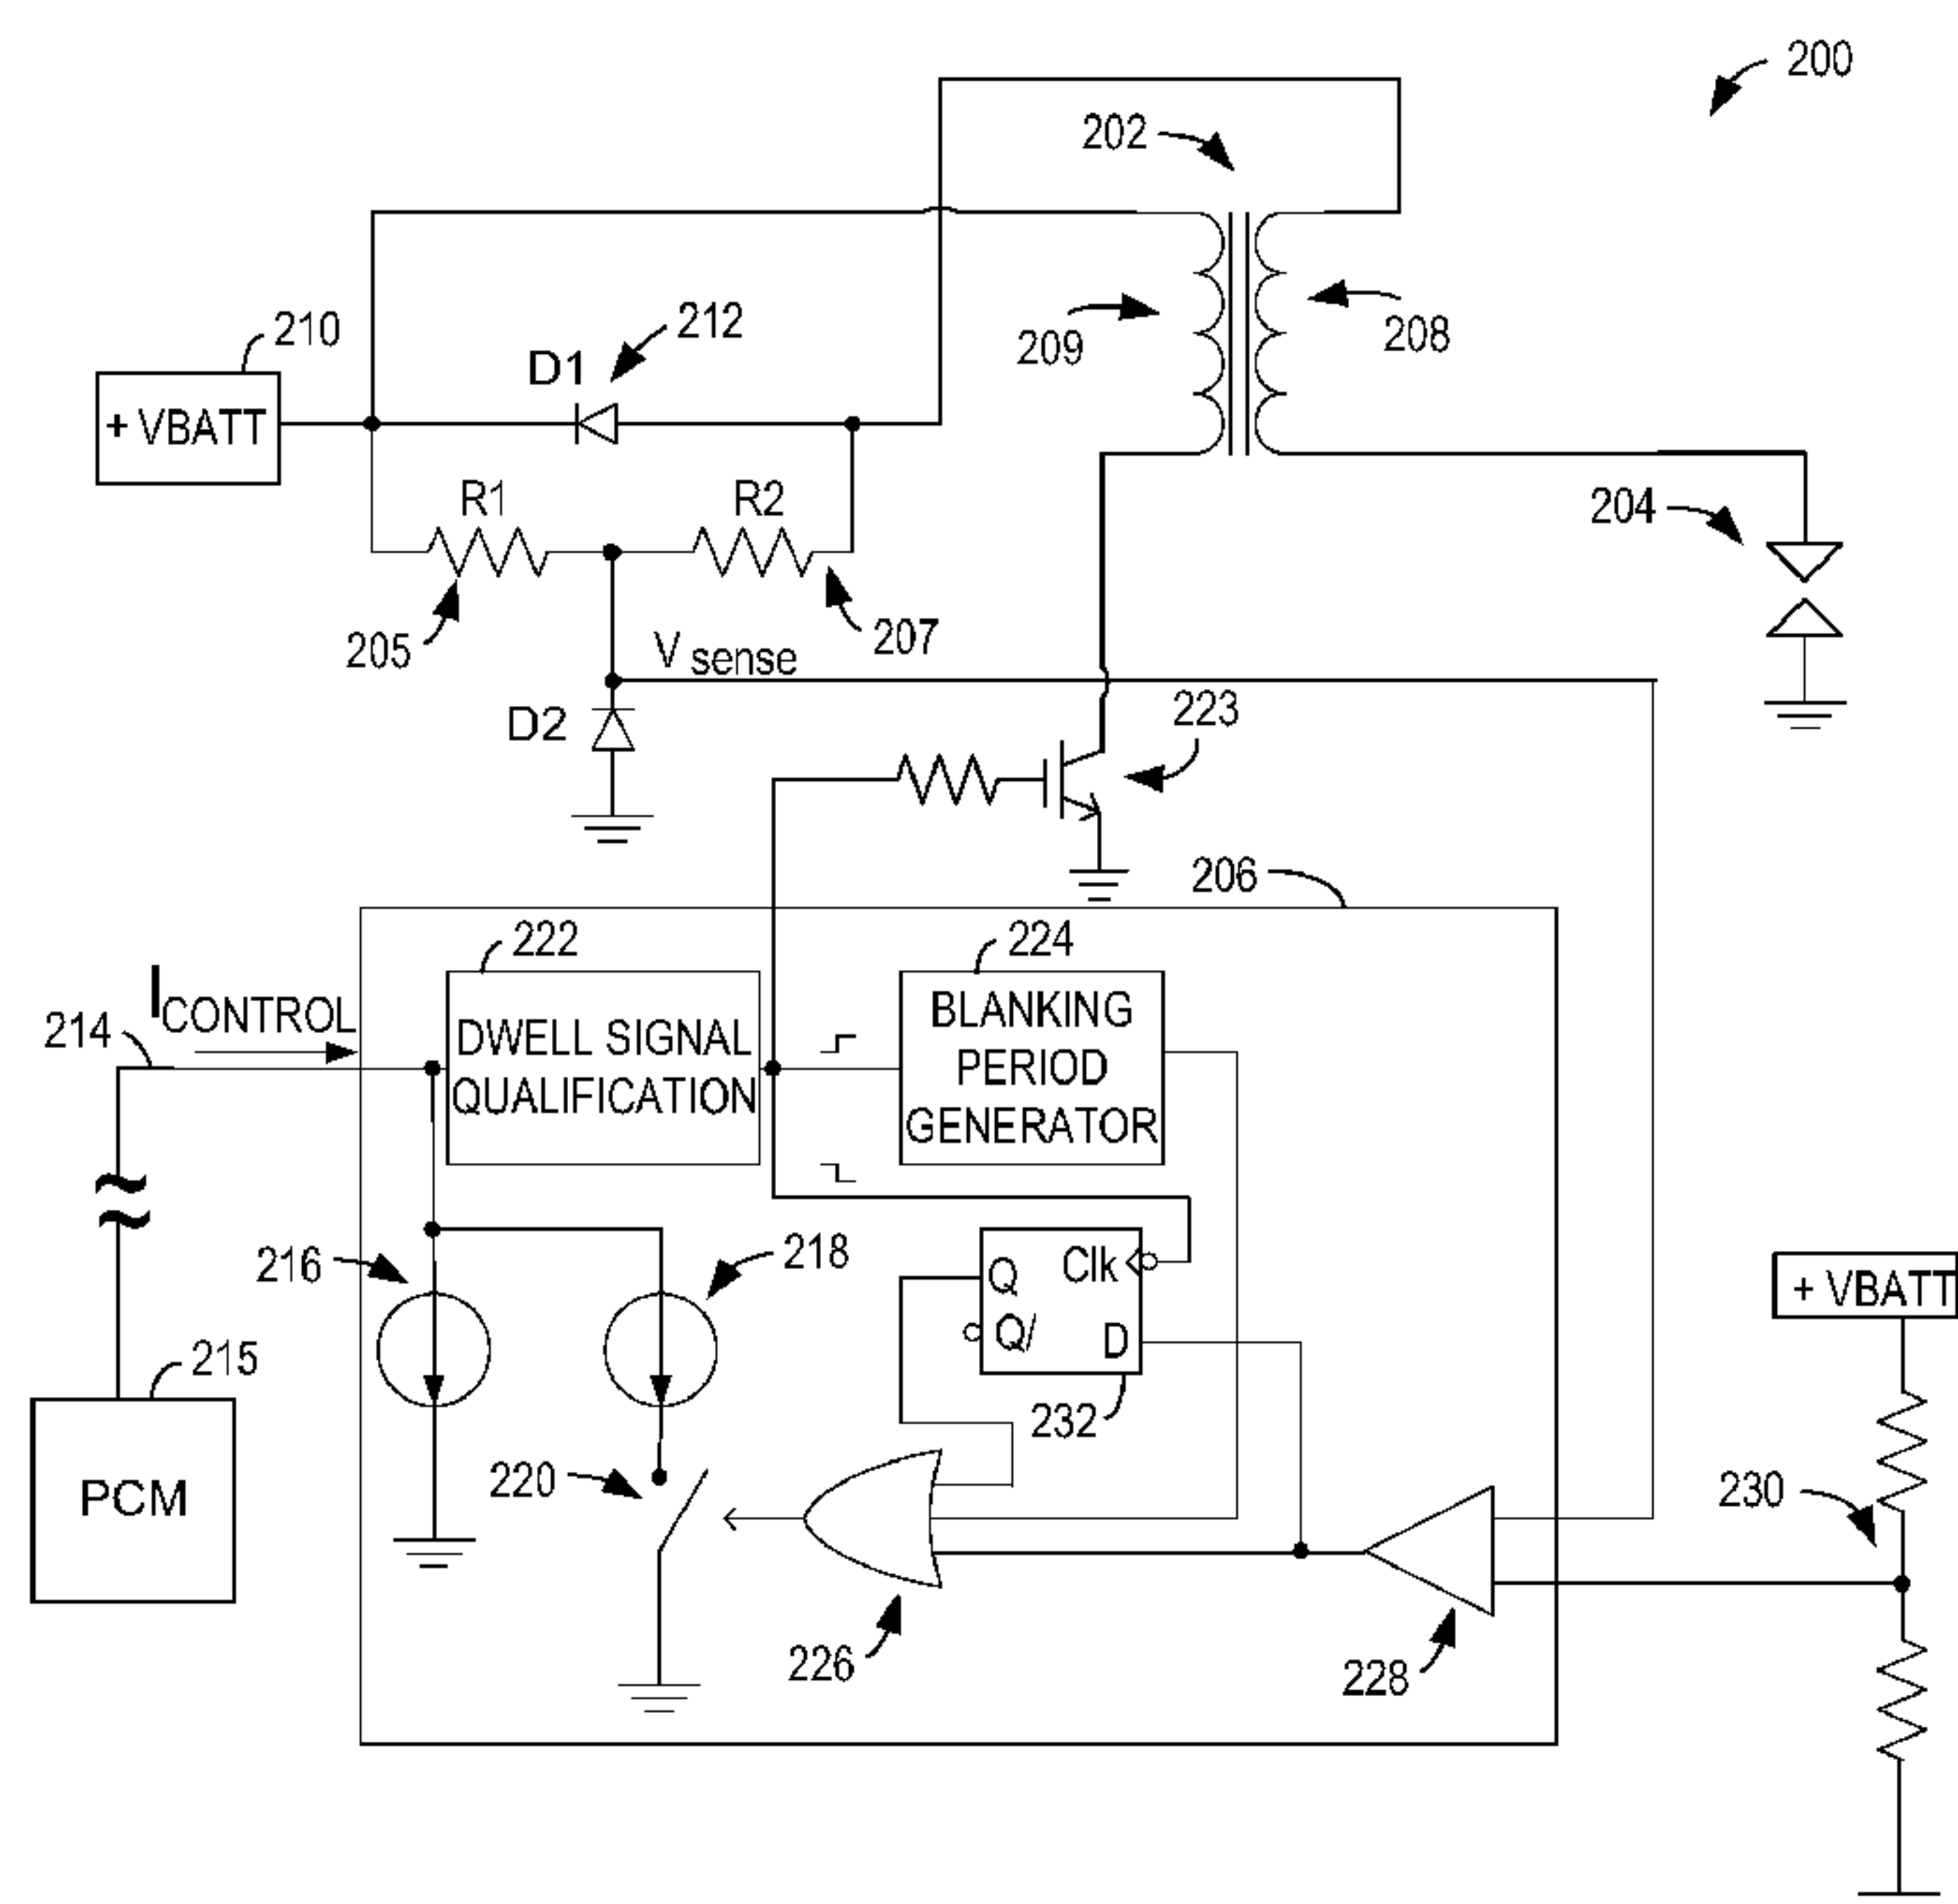 200
202
210
+ VBATT
D1
212
209
208
R1
R2
204
205
207
V sense
D2
223
206
222
224
ICONTROL
214
DWELL SIGNAL
QUALIFICATION
BLANKING
PERIOD
GENERATOR
216
218
Q
Clk
Q/
D
+ VBATT
215
232
PCM
220
230
226
228